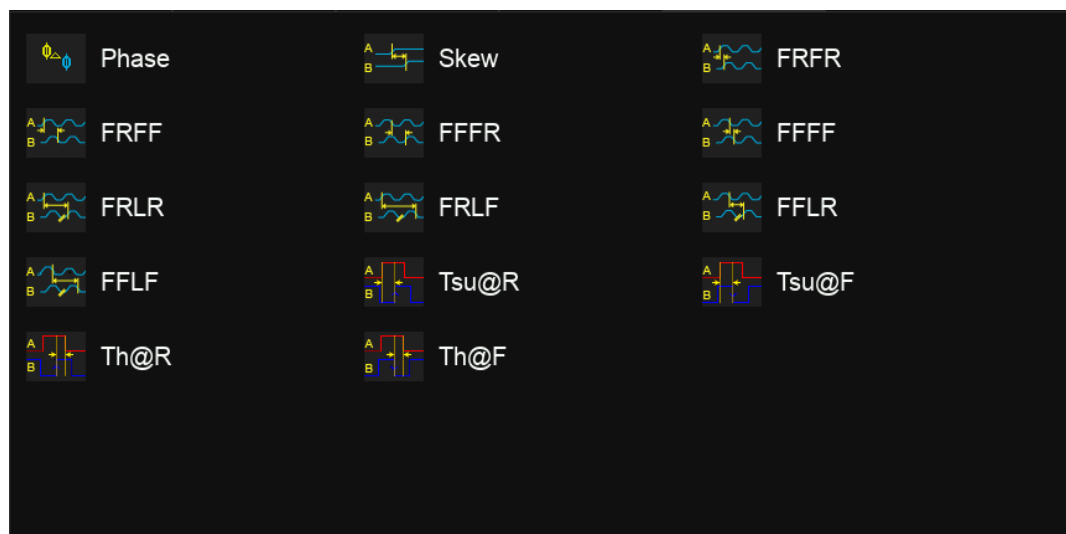 Phase
Skew
FRFR
FRFF
FFFR
FFFF
FRLR
FRLF
FFLR
FFLF
Tsu@R
Tsu@F
Th@R
Th@F